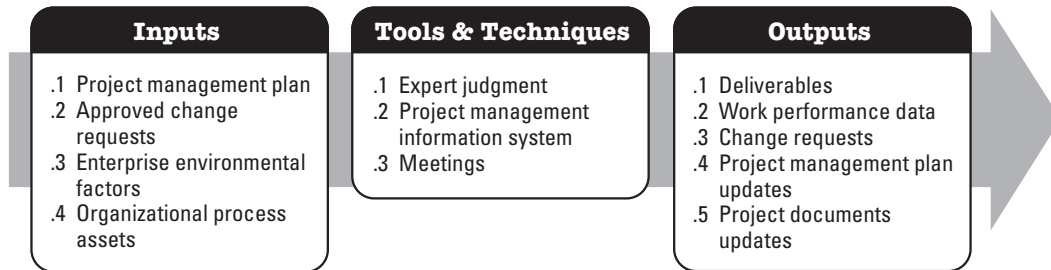 Inputs
.1 Project management plan
.2 Approved change
requests
.3 Enterprise environmental
factors
.4 Organizational process
assets
Tools & Techniques
.1 Expert judgment
.2 Project management
information system
.3 Meetings
Outputs
.1 Deliverables
.2 Work performance data
.3 Change requests
.4 Project management plan
updates
.5 Project documents
updates